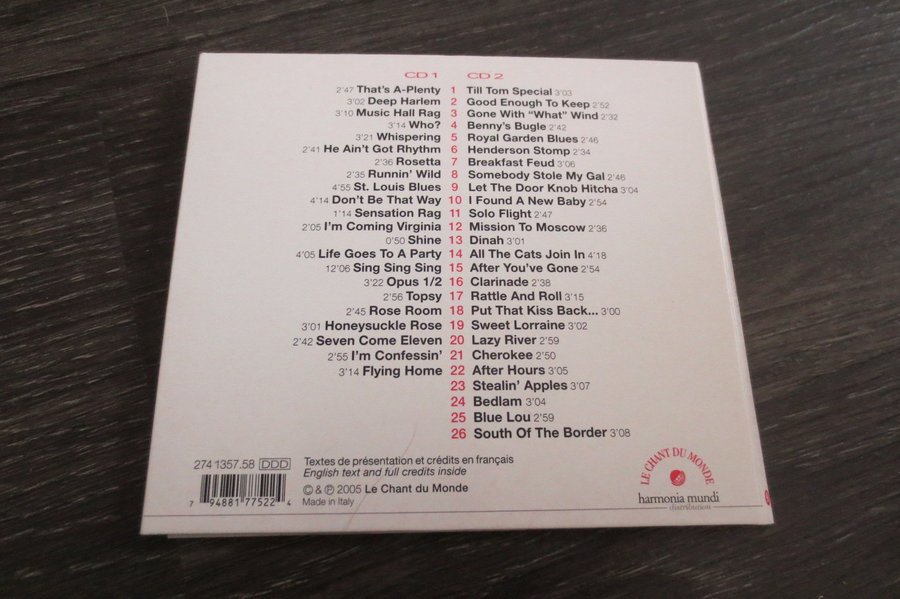 CD 1 CD 2
2'47 That's A-Plenty 1 Till Tom Special 3'03
3'02 Deep Harlem 2 Good Enough To Keep 2'52
3'10 Music Hall Rag 3 Gone With "What" Wind 2'32
3'14 Who? 4 Benny's Bugle 2'42
3'21 Whispering 5 Royal Garden Blues 2'46
2'41 He Ain't Got Rhythm 6 Henderson Stomp 2'34
2'36 Rosetta 7 Breakfast Feud 3'06
2'35 Runnin' Wild 8 Somebody Stole My Gal 2'46
4'55 St. Louis Blues 9 Let The Door Knob Hitcha 3'04
4'14 Don't Be That Way 10 I Found A New Baby 2'54
1'14 Sensation Rag 11 Solo Flight 2'47
2'05 I'm Coming Virginia 12 Mission To Moscow 2'36
0'50 Shine 13 Dinah 3'01
4'05 Life Goes To A Party 14 All The Cats Join In 4'18
12'06 Sing Sing Sing 15 After You've Gone 2'54
3'22 Opus 1/2 16 Clarinade 2'38
2'56 Topsy 17 Rattle And Roll 3'15
2'45 Rose Room 18 Put That Kiss Back... 3'00
3'01 Honeysuckle Rose 19 Sweet Lorraine 3'02
2'42 Seven Come Eleven 20 Lazy River 2'59
2'55 I'm Confessin' 21 Cherokee 2'50
3'14 Flying Home 22 After Hours 3'05
23 Stealin' Apples 3'07
24 Bedlam 3'04
25 Blue Lou 2'59
26 South Of The Border 3'08
274 1357.58 DDD
7 94881 77522 4
Textes de présentation et crédits en français
English text and full credits inside
© & ℗ 2005 Le Chant du Monde
Made in Italy
LE CHANT DU MONDE
harmonia mundi
distribution